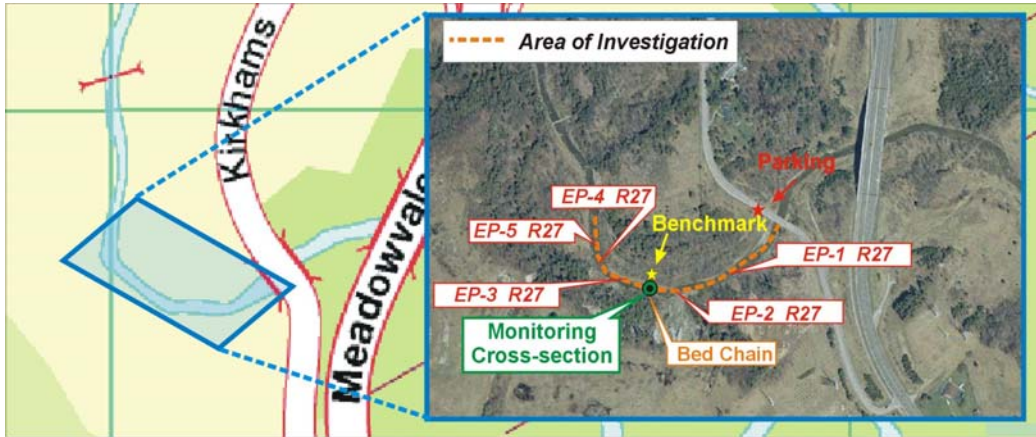 Kirkhams
Meadowvale
Area of Investigation
Parking
EP-4 R27
Benchmark
EP-5 R27
EP-1 R27
EP-3 R27
EP-2 R27
Monitoring
Cross-section
Bed Chain